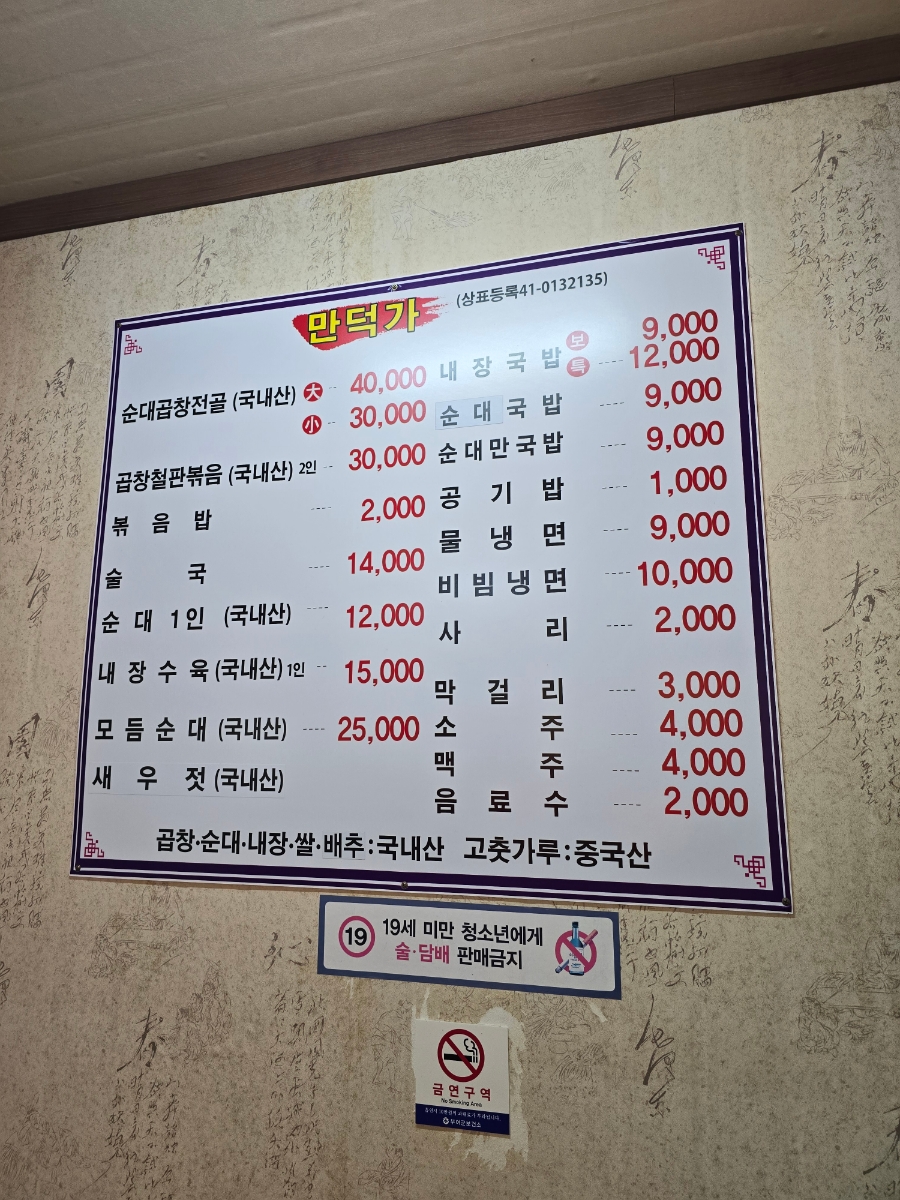 만덕가 (상표등록41-0132135)
순대곱창전골 (국내산) 大 40,000
小 30,000
곱창철판볶음 (국내산) 2인 30,000
볶음밥 2,000
술국 14,000
순대 1인 (국내산) 12,000
내장수육 (국내산) 1인 15,000
모듬순대 (국내산) 25,000
새우젓 (국내산)
내장국밥 보 9,000
특 12,000
순대국밥 9,000
순대만국밥 9,000
공기밥 1,000
물냉면 9,000
비빔냉면 10,000
사리 2,000
막걸리 3,000
소주 4,000
맥주 4,000
음료수 2,000
곱창·순대·내장·쌀·배추:국내산 고춧가루:중국산
19 19세 미만 청소년에게
술·담배 판매금지
금연구역
No Smoking Area
부여군보건소